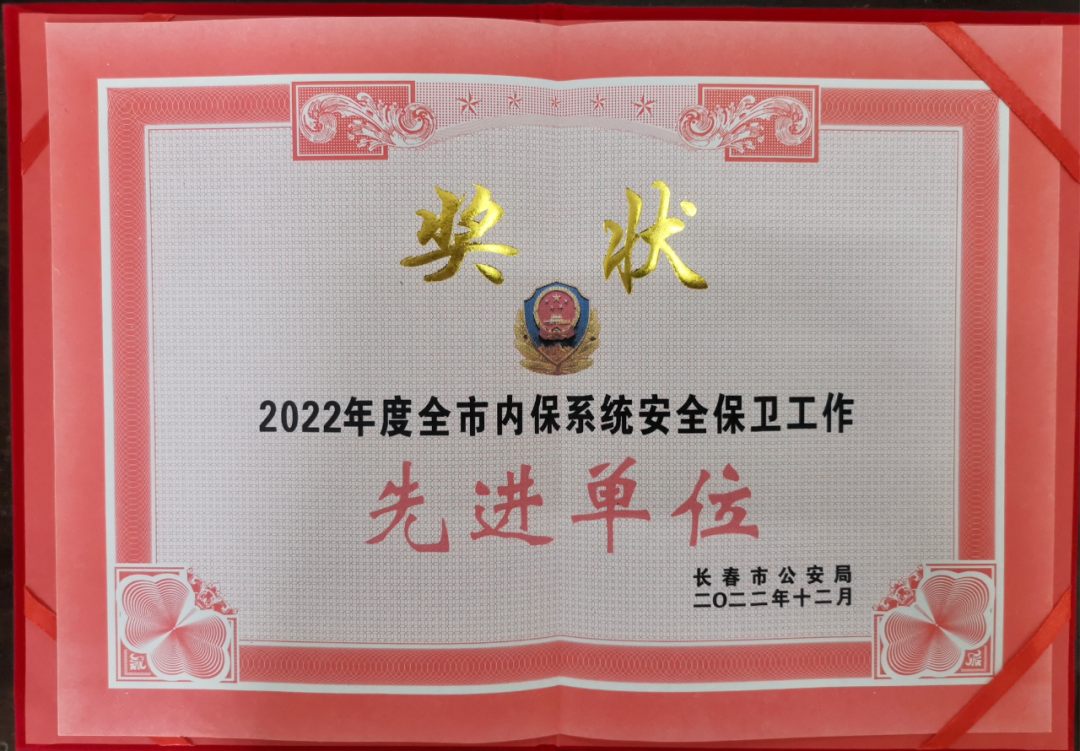 奖状
2022年度全市内保系统安全保卫工作
先进单位
长春市公安局
二〇二二年十二月